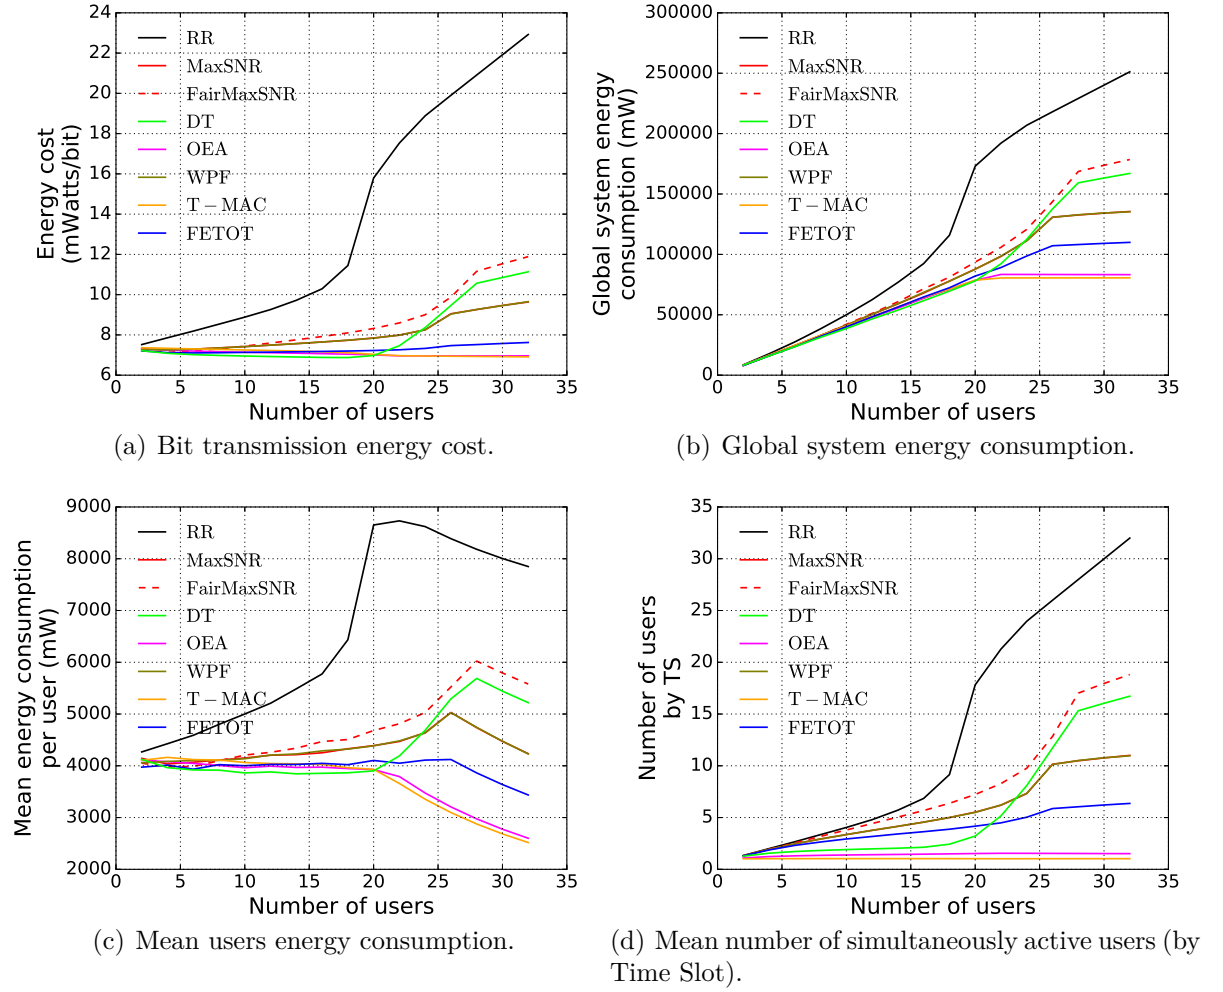 24
22
20
18
16
14
12
10
8
6
0 5 10 15 20 25 30 35
Energy cost
(mWatts/bit)
Number of users
RR
MaxSNR
FairMaxSNR
DT
OEA
WPF
T − MAC
FETOT
(a) Bit transmission energy cost.
300000
250000
200000
150000
100000
50000
0
0 5 10 15 20 25 30 35
Global system energy
consumption (mW)
Number of users
RR
MaxSNR
FairMaxSNR
DT
OEA
WPF
T − MAC
FETOT
(b) Global system energy consumption.
9000
8000
7000
6000
5000
4000
3000
2000
0 5 10 15 20 25 30 35
Mean energy consumption
per user (mW)
Number of users
RR
MaxSNR
FairMaxSNR
DT
OEA
WPF
T − MAC
FETOT
(c) Mean users energy consumption.
35
30
25
20
15
10
5
0
0 5 10 15 20 25 30 35
Number of users
by TS
Number of users
RR
MaxSNR
FairMaxSNR
DT
OEA
WPF
T − MAC
FETOT
(d) Mean number of simultaneously active users (by
Time Slot).